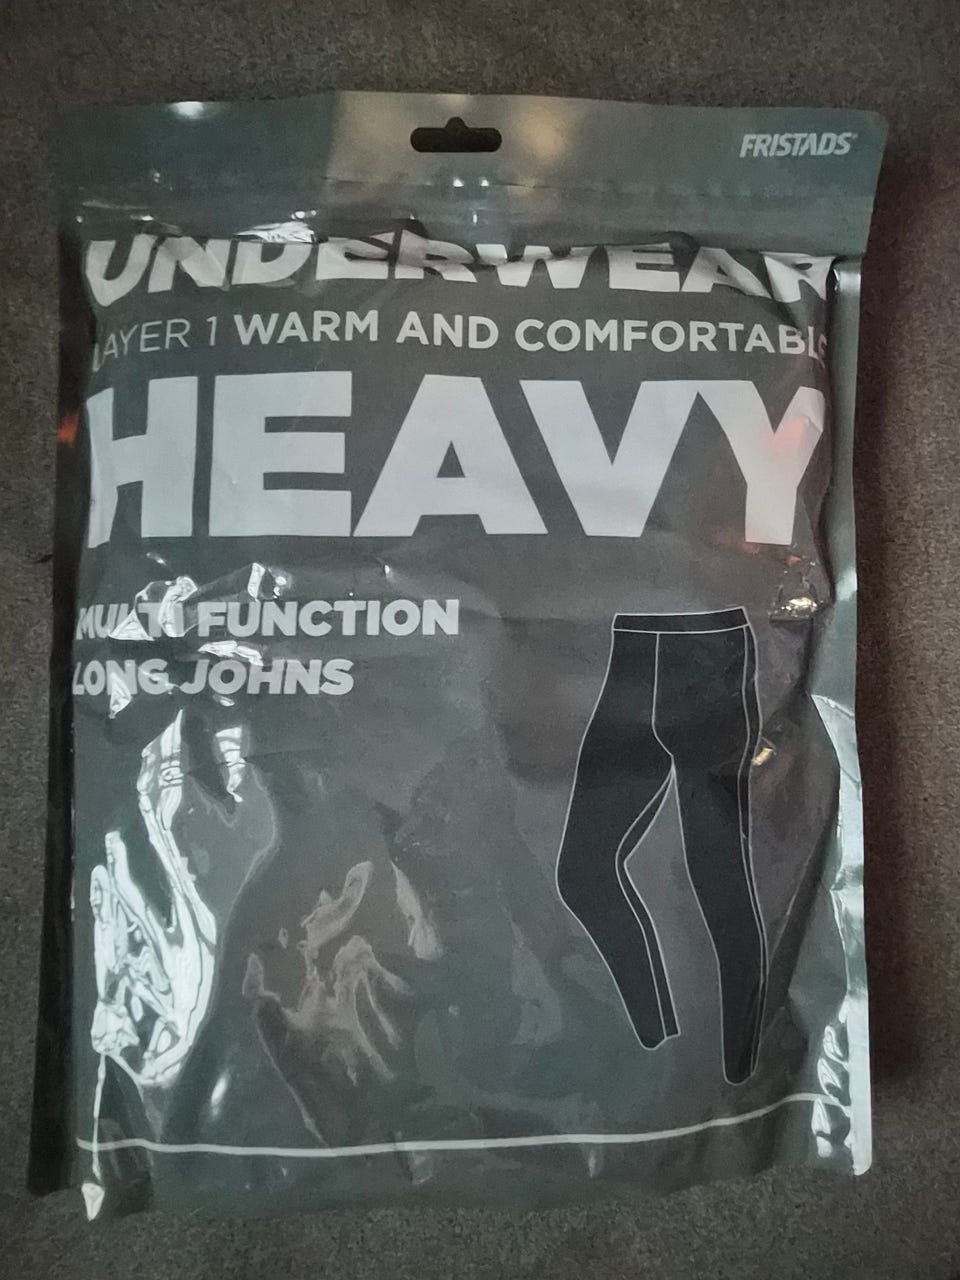 FRISTADS
UNDERWEAR
LAYER 1 WARM AND COMFORTABLE
HEAVY
MULTI FUNCTION
LONG JOHNS